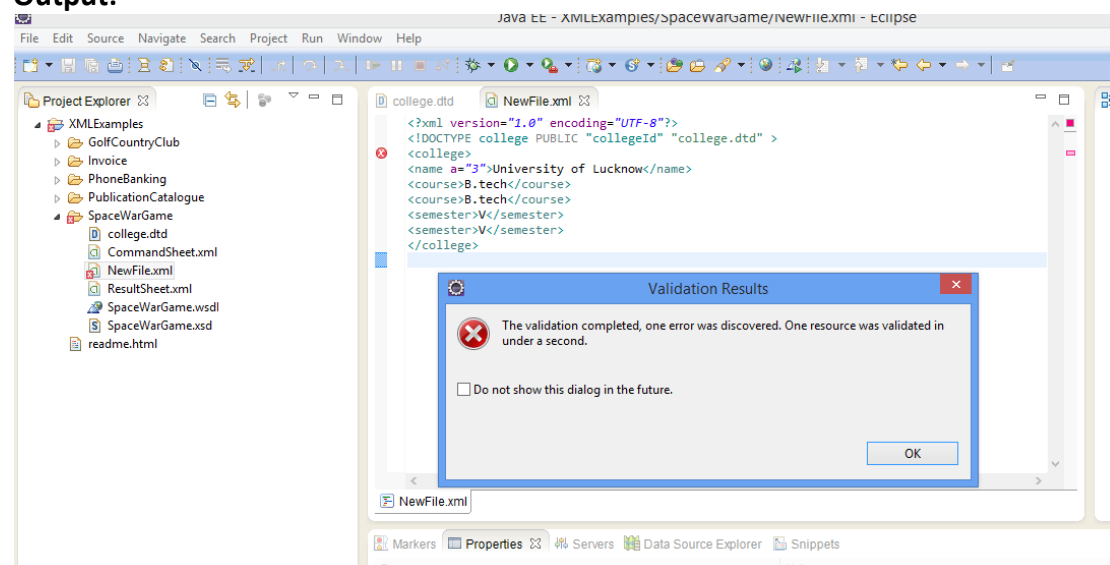 Output:
Java EE - XMLExamples/SpaceWarGame/NewFile.xml - Eclipse
File Edit Source Navigate Search Project Run Window Help
Project Explorer
XMLExamples
GolfCountryClub
Invoice
PhoneBanking
PublicationCatalogue
SpaceWarGame
college.dtd
CommandSheet.xml
NewFile.xml
ResultSheet.xml
SpaceWarGame.wsdl
SpaceWarGame.xsd
readme.html
college.dtd NewFile.xml
<?xml version="1.0" encoding="UTF-8"?>
<!DOCTYPE college PUBLIC "collegeId" "college.dtd" >
<college>
<name a="3">University of Lucknow</name>
<course>B.tech</course>
<course>B.tech</course>
<semester>V</semester>
<semester>V</semester>
</college>
Validation Results
The validation completed, one error was discovered. One resource was validated in
under a second.
Do not show this dialog in the future.
OK
NewFile.xml
Markers Properties Servers Data Source Explorer Snippets